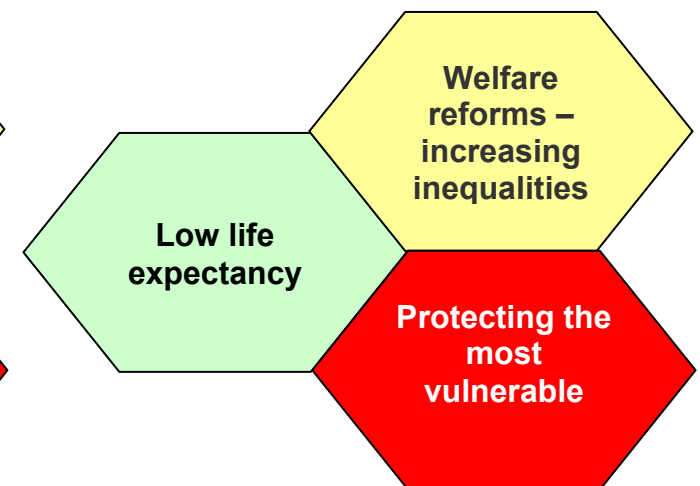 Welfare
reforms –
increasing
inequalities
Low life
expectancy
Protecting the
most
vulnerable